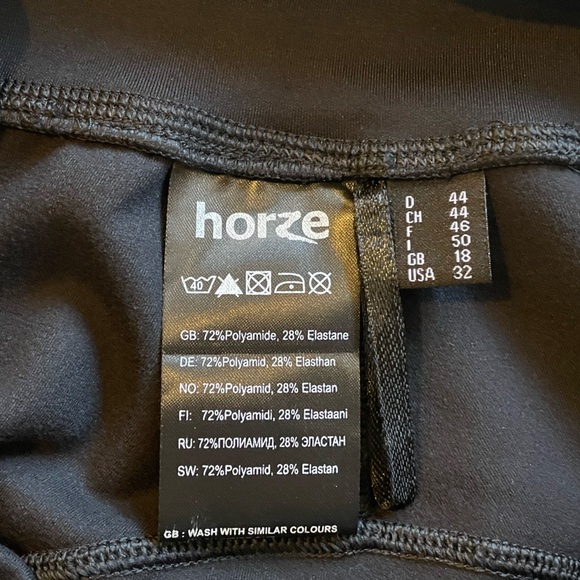 horze
40
GB: 72%Polyamide, 28% Elastane
DE: 72%Polyamid, 28% Elasthan
NO: 72%Polyamid, 28% Elastan
FI: 72%Polyamidi, 28% Elastaani
RU: 72%ПОЛИАМИД, 28% ЭЛАСТАН
SW: 72%Polyamid, 28% Elastan
GB : WASH WITH SIMILAR COLOURS
D 44
CH 44
F 46
I 50
GB 18
USA 32